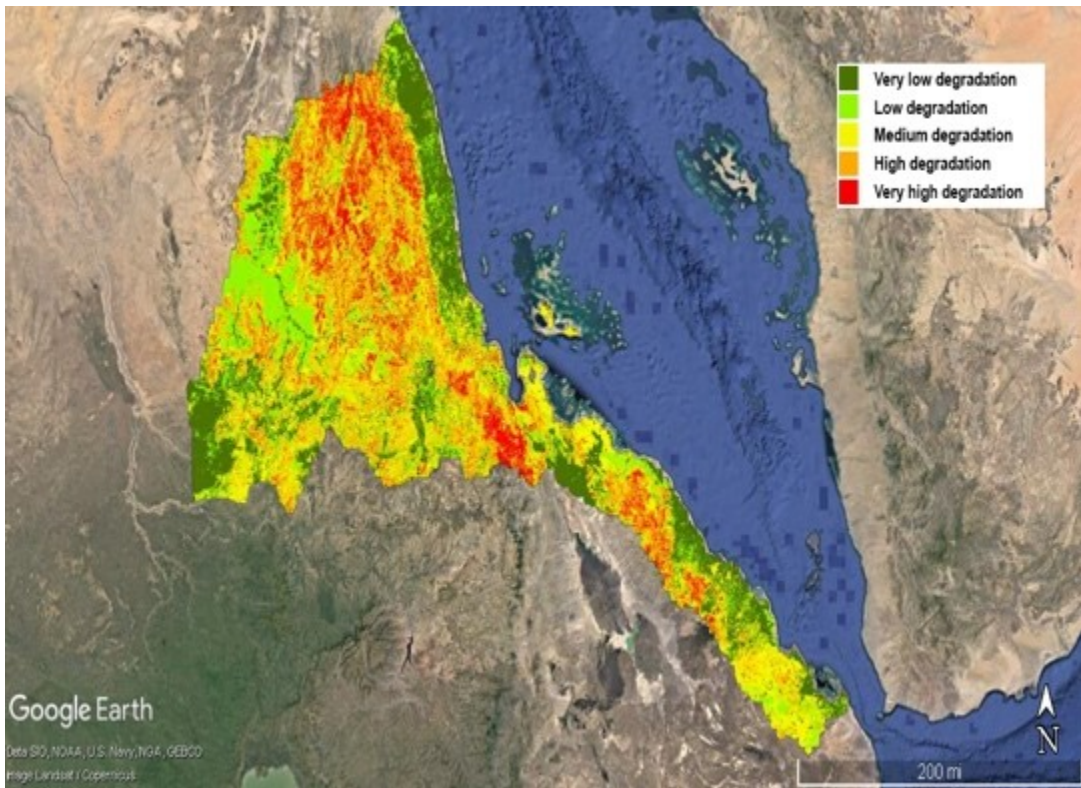 Very low degradation
Low degradation
Medium degradation
High degradation
Very high degradation
Google Earth
Data SIO, NOAA, U.S. Navy, NGA, GEBCO
Image Landsat / Copernicus
N
200 mi